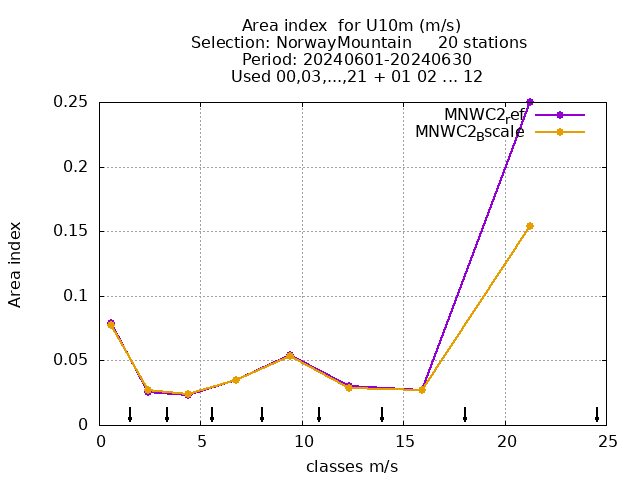 Area index  for U10m (m/s)
Selection: NorwayMountain     20 stations
Period: 20240601-20240630
Used 00,03,...,21 + 01 02 ... 12
0.25
MNWC2ref
MNWC2Bscale
0.2
0.15
Area index
0.1
0.05
0
0 5 10 15 20 25
classes m/s